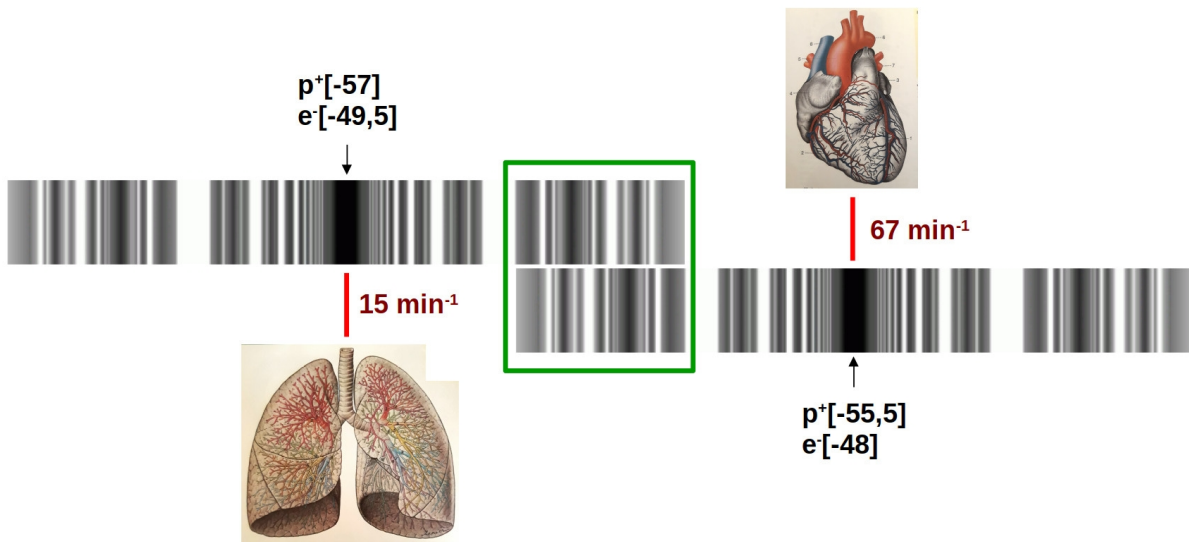 p⁺[-57]
e⁻[-49,5]
67 min⁻¹
15 min⁻¹
p⁺[-55,5]
e⁻[-48]